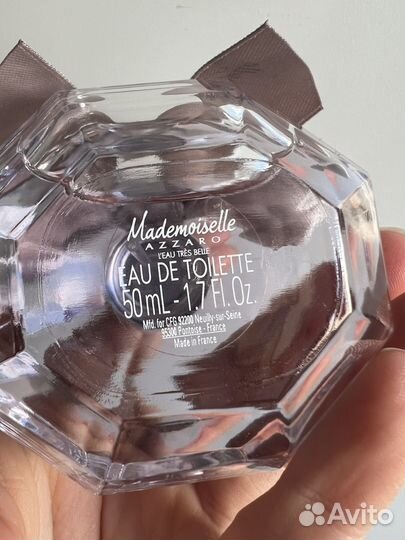 Mademoiselle
AZZARO
L'EAU TRÈS BELLE
EAU DE TOILETTE
50 mL - 1.7 Fl. Oz.
Mfd. for CFG 92200 Neuilly-sur-Seine
95300 Pontoise - France
Made in France
Avito